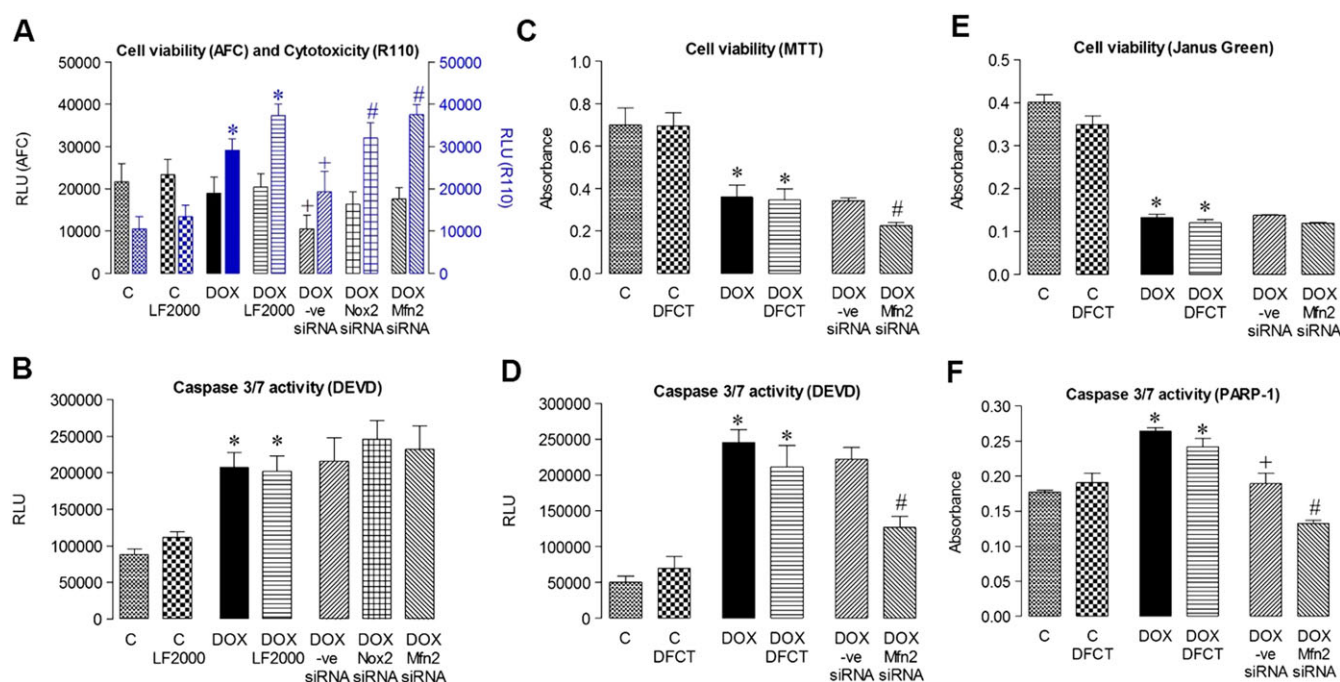 A
Cell viability (AFC) and Cytotoxicity (R110)
50000
40000
30000
20000
10000
0
RLU (AFC)
50000
40000
30000
20000
10000
0
RLU (R110)
*
*
+
+
#
#
C
C
LF2000
DOX
DOX
LF2000
DOX
-ve
siRNA
DOX
Nox2
siRNA
DOX
Mfn2
siRNA
C
Cell viability (MTT)
1.0
0.8
0.6
0.4
0.2
0.0
Absorbance
*
*
#
C
C
DFCT
DOX
DOX
DFCT
DOX
-ve
siRNA
DOX
Mfn2
siRNA
E
Cell viability (Janus Green)
0.5
0.4
0.3
0.2
0.1
0.0
Absorbance
*
*
C
C
DFCT
DOX
DOX
DFCT
DOX
-ve
siRNA
DOX
Mfn2
siRNA
B
Caspase 3/7 activity (DEVD)
300000
250000
200000
150000
100000
50000
0
RLU
*
*
C
C
LF2000
DOX
DOX
LF2000
DOX
-ve
siRNA
DOX
Nox2
siRNA
DOX
Mfn2
siRNA
D
Caspase 3/7 activity (DEVD)
300000
250000
200000
150000
100000
50000
0
RLU
*
*
#
C
C
DFCT
DOX
DOX
DFCT
DOX
-ve
siRNA
DOX
Mfn2
siRNA
F
Caspase 3/7 activity (PARP-1)
0.30
0.25
0.20
0.15
0.10
0.05
0.00
Absorbance
*
*
+
#
C
C
DFCT
DOX
DOX
DFCT
DOX
-ve
siRNA
DOX
Mfn2
siRNA